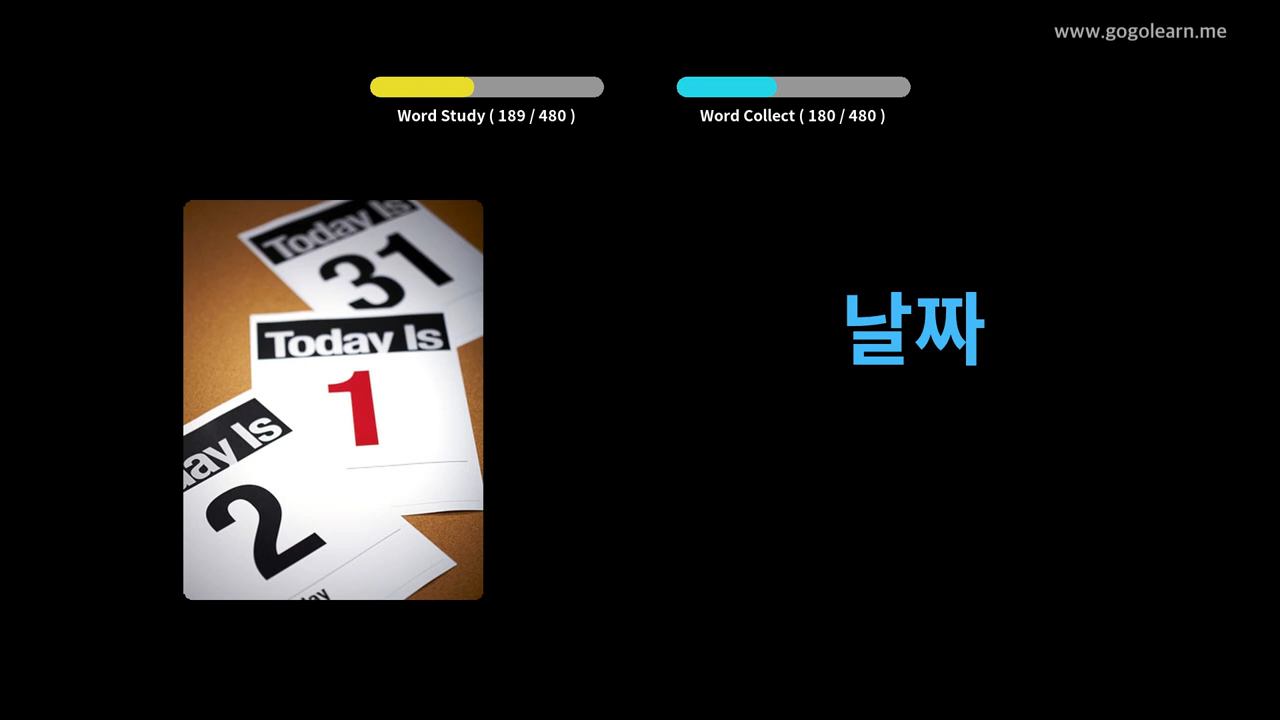 www.gogolearn.me
Word Study ( 189 / 480 )
Word Collect ( 180 / 480 )
Today Is
31
Today Is
1
day Is
2
날짜